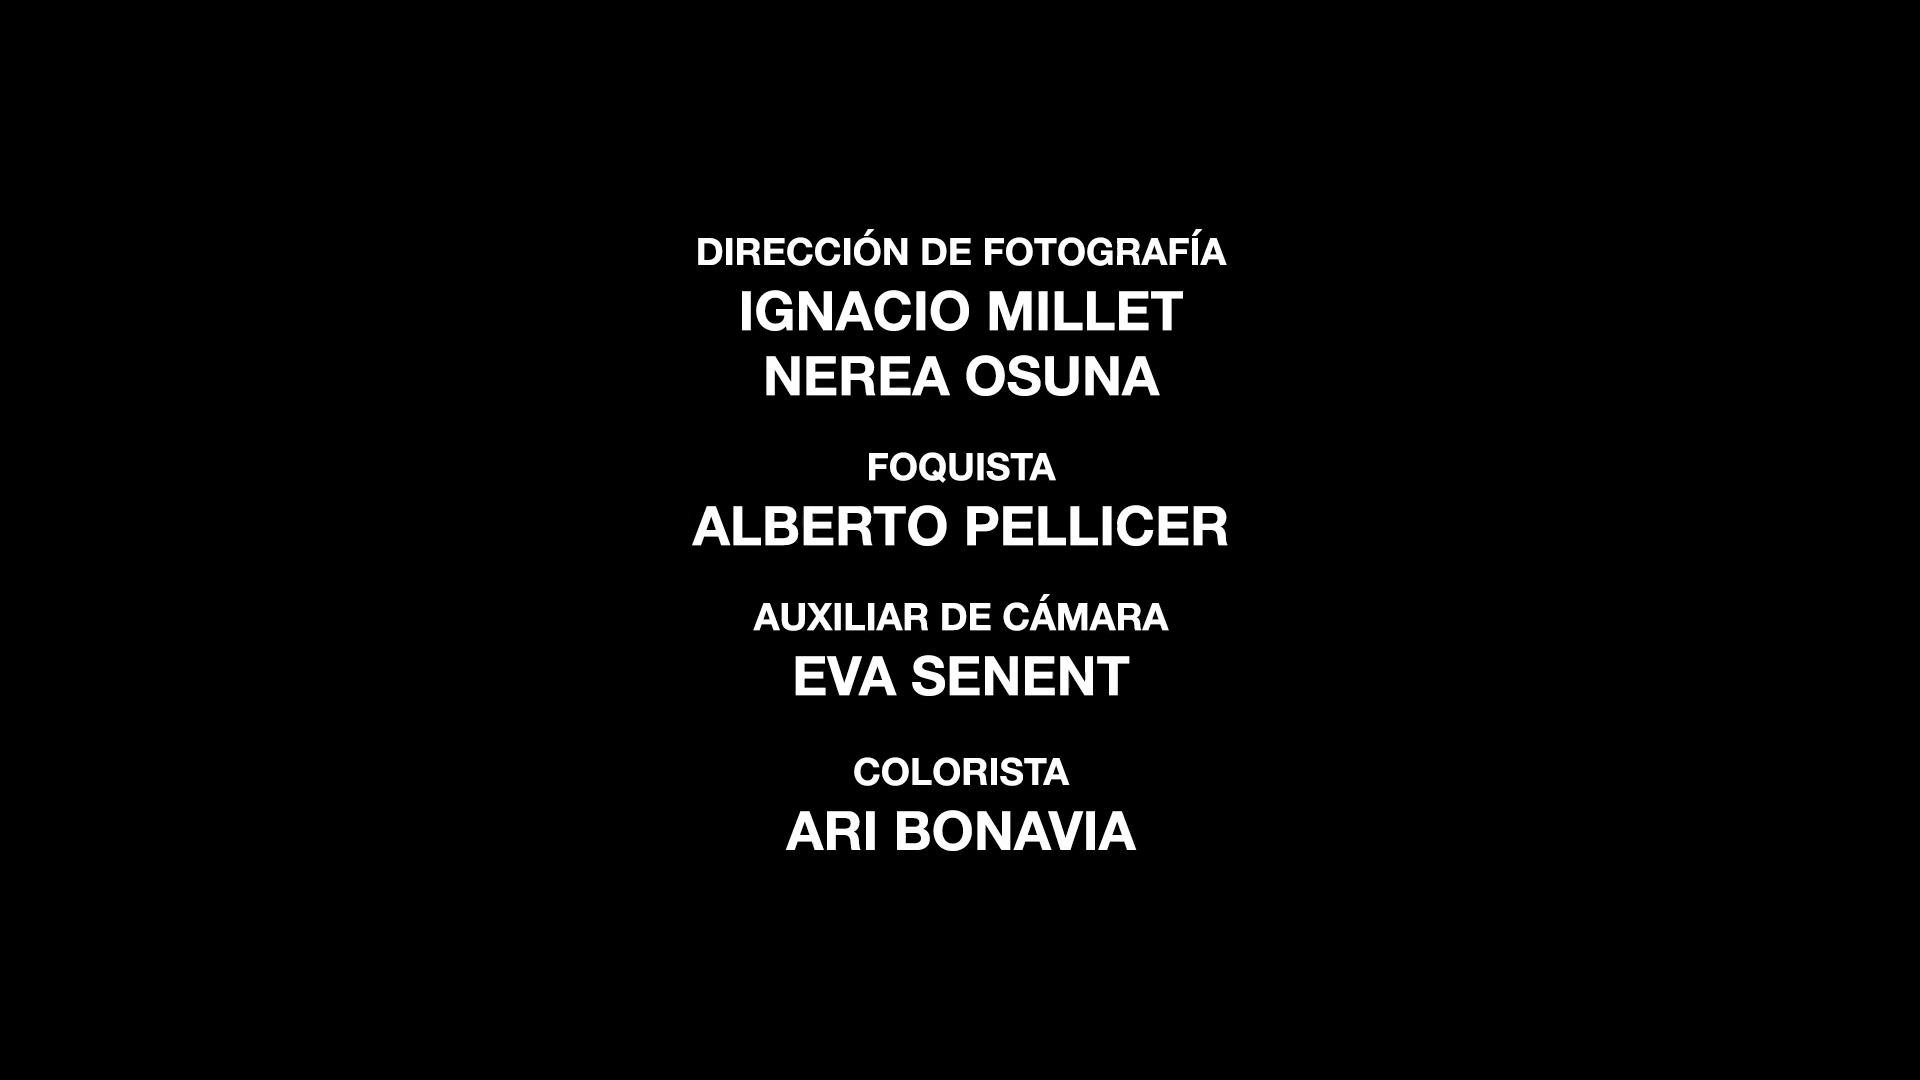 DIRECCIÓN DE FOTOGRAFÍA
IGNACIO MILLET
NEREA OSUNA
FOQUISTA
ALBERTO PELLICER
AUXILIAR DE CÁMARA
EVA SENENT
COLORISTA
ARI BONAVIA